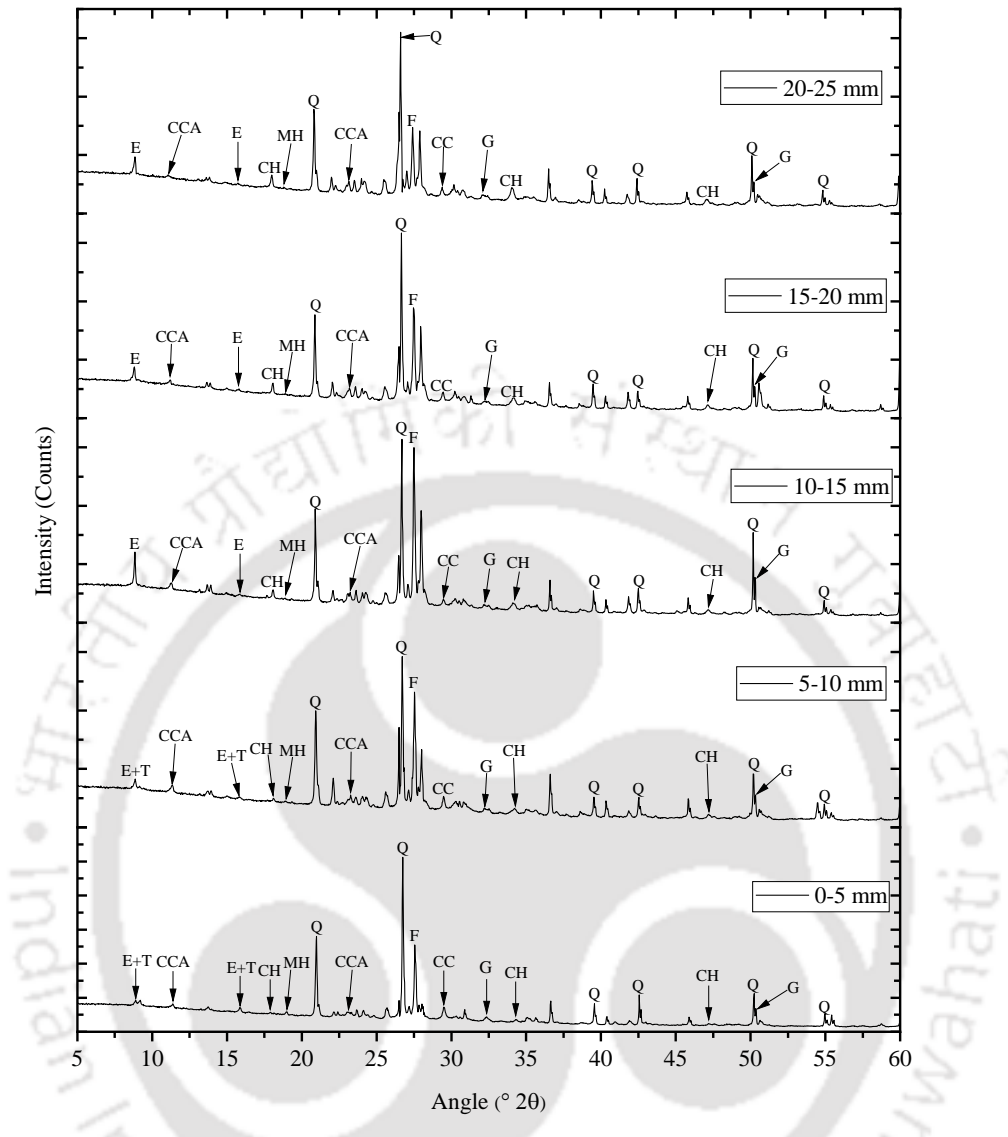 Q
20-25 mm
E CCA E CH MH Q CCA F CC G CH Q Q CH Q G Q
Q
15-20 mm
E CCA E CH MH Q CCA F CC G CH Q Q CH Q G Q
Q
10-15 mm
E CCA E CH MH Q CCA F CC G CH Q Q CH Q G Q
Q
5-10 mm
E+T CCA E+T CH MH Q CCA F CC G CH Q Q CH Q G Q
Q
0-5 mm
E+T CCA E+T CH MH Q CCA F CC G CH Q Q CH Q G Q
5 10 15 20 25 30 35 40 45 50 55 60
Angle (° 2θ)
Intensity (Counts)
Indian In
uwahati